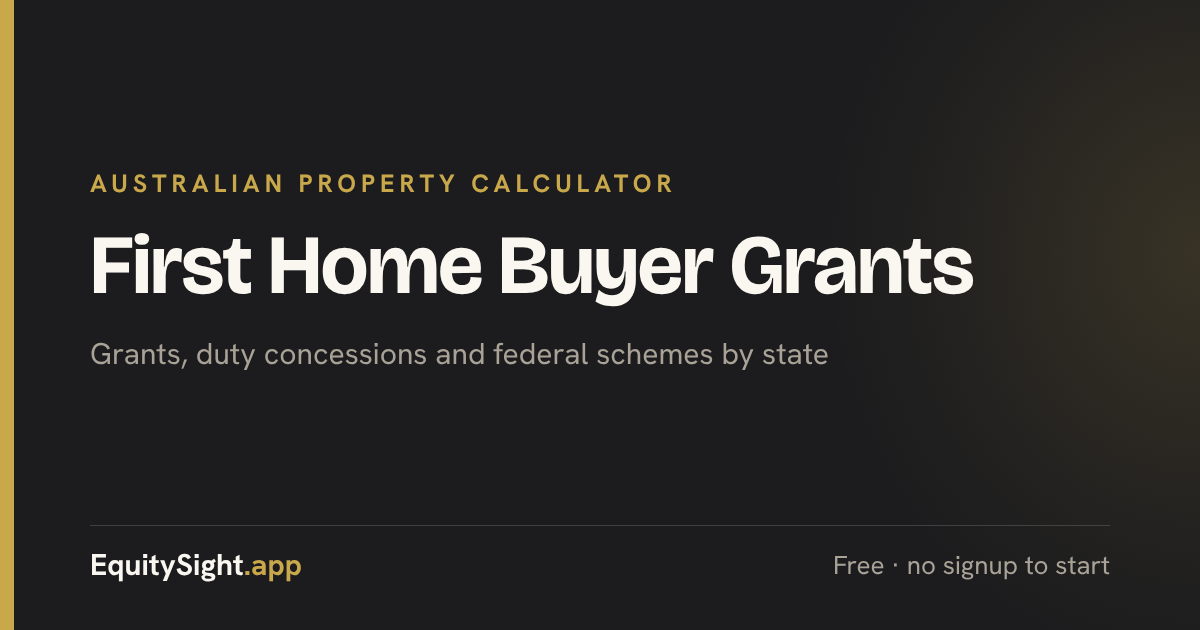 AUSTRALIAN PROPERTY CALCULATOR
First Home Buyer Grants
Grants, duty concessions and federal schemes by state
EquitySight.app
Free · no signup to start